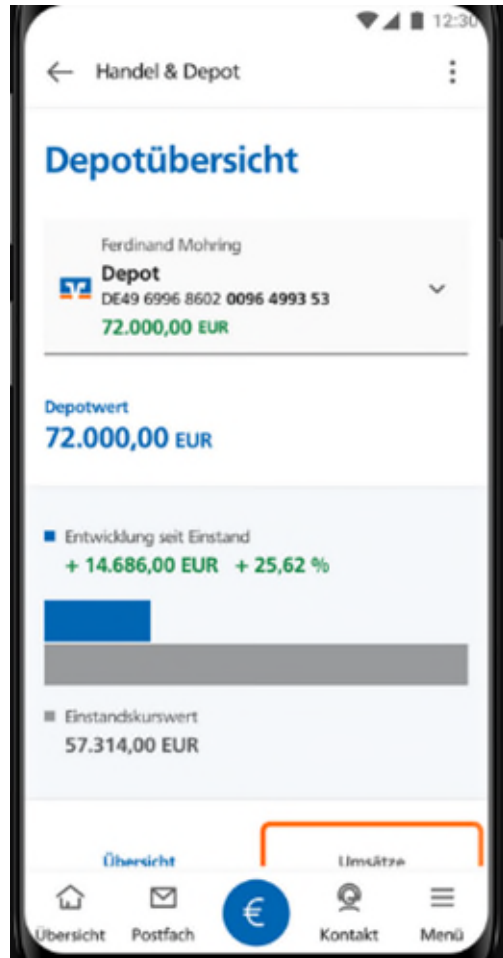 12:30
Handel & Depot
Depotübersicht
Ferdinand Mohring
Depot
DE49 6996 8602 0096 4993 53
72.000,00 EUR
Depotwert
72.000,00 EUR
Entwicklung seit Einstand
+ 14.686,00 EUR + 25,62 %
Einstandskurswert
57.314,00 EUR
Übersicht Umsätze
€
Übersicht Postfach Kontakt Menü